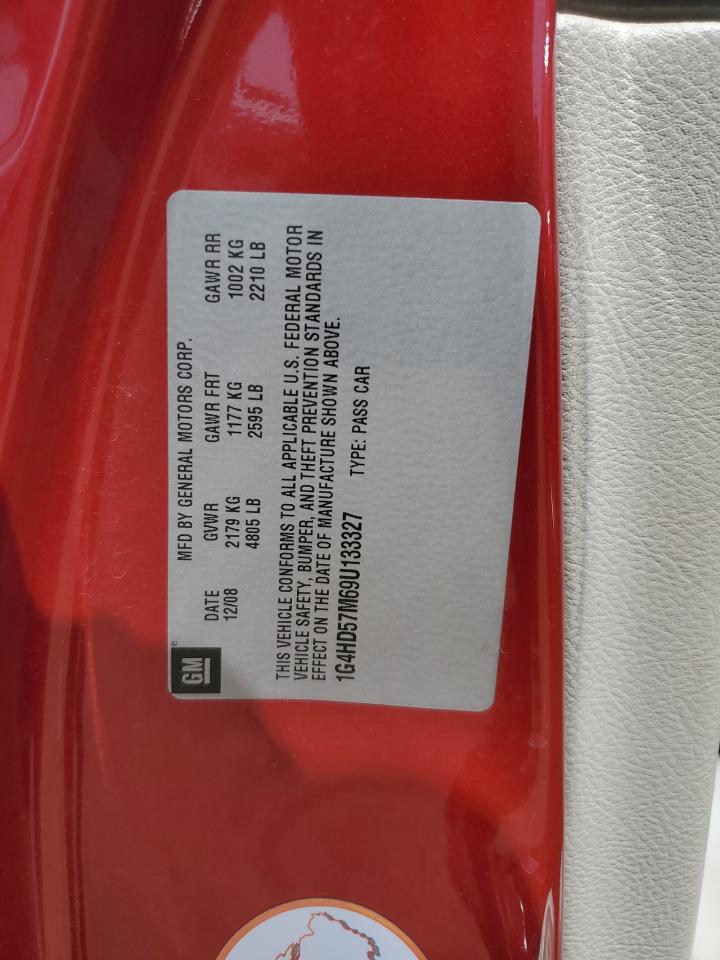 GM
MFD BY GENERAL MOTORS CORP.
DATE GVWR GAWR FRT GAWR RR
12/08 2179 KG 1177 KG 1002 KG
4805 LB 2595 LB 2210 LB
THIS VEHICLE CONFORMS TO ALL APPLICABLE U.S. FEDERAL MOTOR
VEHICLE SAFETY, BUMPER, AND THEFT PREVENTION STANDARDS IN
EFFECT ON THE DATE OF MANUFACTURE SHOWN ABOVE.
1G4HD57M69U133327 TYPE: PASS CAR